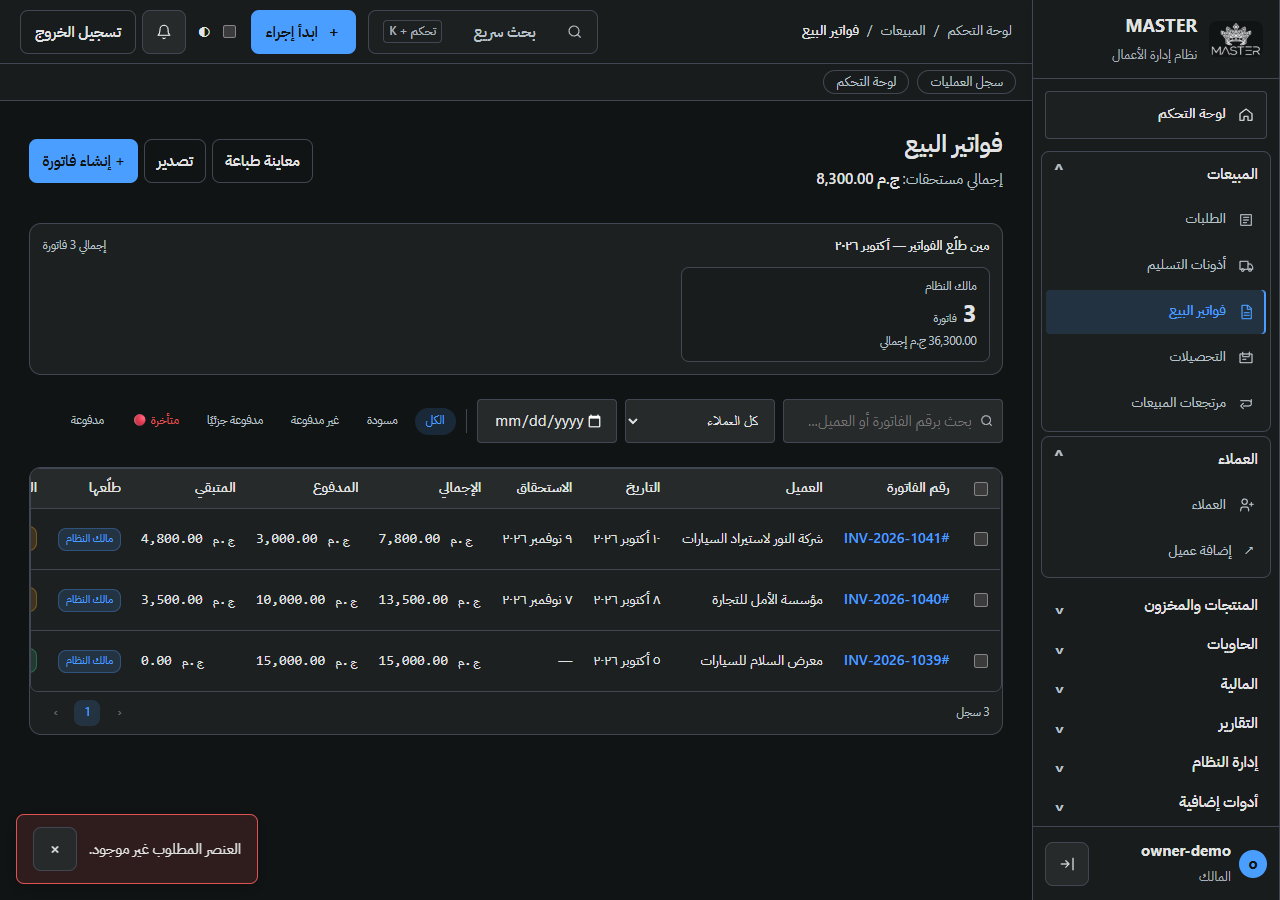 MASTER
نظام إدارة الأعمال
MASTER
لوحة التحكم / المبيعات / فواتير البيع
بحث سريع
تحكم + K
+ ابدأ إجراء
تسجيل الخروج
سجل العمليات
لوحة التحكم
لوحة التحكم
المبيعات
الطلبات
أذونات التسليم
فواتير البيع
التحصيلات
مرتجعات المبيعات
العملاء
العملاء
إضافة عميل
المنتجات والمخزون
الحاويات
المالية
التقارير
إدارة النظام
أدوات إضافية
owner-demo
المالك
o
فواتير البيع
إجمالي مستحقات: ج.م 8,300.00
معاينة طباعة
تصدير
+ إنشاء فاتورة
مين طلّع الفواتير — أكتوبر ٢٠٢٦
إجمالي 3 فاتورة
مالك النظام
3 فاتورة
36,300.00 ج.م إجمالي
بحث برقم الفاتورة أو العميل...
كل العملاء
mm/dd/yyyy
الكل
مسودة
غير مدفوعة
مدفوعة جزئيًا
متأخرة
مدفوعة
رقم الفاتورة العميل التاريخ الاستحقاق الإجمالي المدفوع المتبقي طلّعها
#INV-2026-1041 شركة النور لاستيراد السيارات ١٠ أكتوبر ٢٠٢٦ ٩ نوفمبر ٢٠٢٦ ج.م 7,800.00 ج.م 3,000.00 ج.م 4,800.00 مالك النظام
#INV-2026-1040 مؤسسة الأمل للتجارة ٨ أكتوبر ٢٠٢٦ ٧ نوفمبر ٢٠٢٦ ج.م 13,500.00 ج.م 10,000.00 ج.م 3,500.00 مالك النظام
#INV-2026-1039 معرض السلام للسيارات ٥ أكتوبر ٢٠٢٦ — ج.م 15,000.00 ج.م 15,000.00 ج.م 0.00 مالك النظام
3 سجل
‹ 1 ›
العنصر المطلوب غير موجود.
×